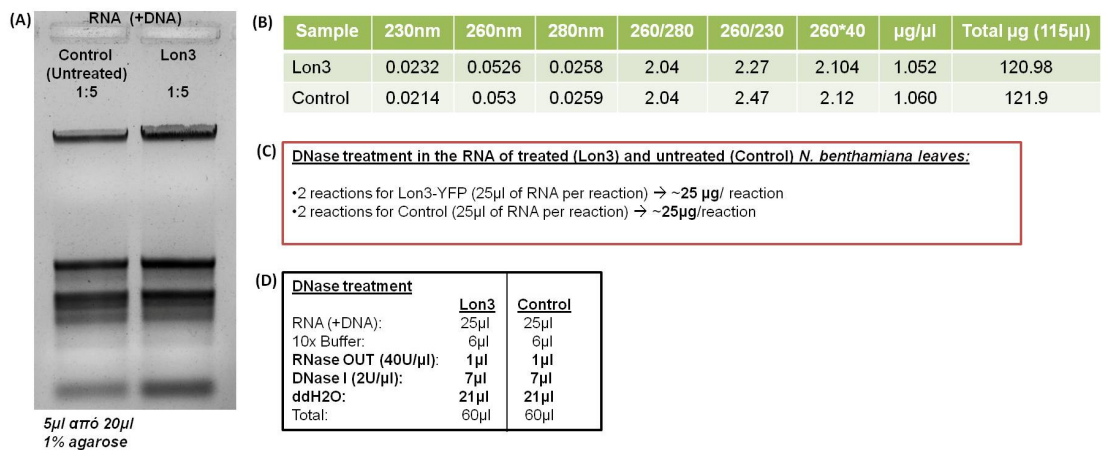 (A)
RNA (+DNA)
Control Lon3
(Untreated)
1:5 1:5
5μl από 20μl
1% agarose
(B)
Sample 230nm 260nm 280nm 260/280 260/230 260*40 μg/μl Total μg (115μl)
Lon3 0.0232 0.0526 0.0258 2.04 2.27 2.104 1.052 120.98
Control 0.0214 0.053 0.0259 2.04 2.47 2.12 1.060 121.9
(C)
DNase treatment in the RNA of treated (Lon3) and untreated (Control) N. benthamiana leaves:
•2 reactions for Lon3-YFP (25μl of RNA per reaction) → ~25 μg/ reaction
•2 reactions for Control (25μl of RNA per reaction) → ~25μg/reaction
(D)
DNase treatment
Lon3 Control
RNA (+DNA): 25μl 25μl
10x Buffer: 6μl 6μl
RNase OUT (40U/μl): 1μl 1μl
DNase I (2U/μl): 7μl 7μl
ddH2O: 21μl 21μl
Total: 60μl 60μl